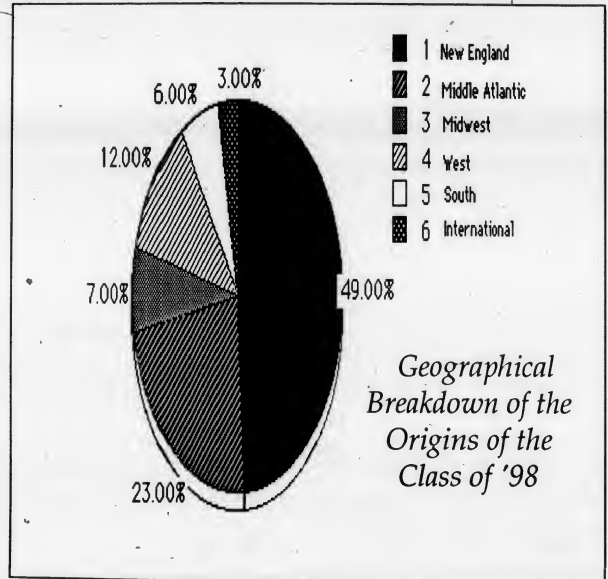 3.00%
6.00%
12.00%
7.00%
23.00%
49.00%
1 New England
2 Middle Atlantic
3 Midwest
4 West
5 South
6 International
Geographical
Breakdown of the
Origins of the
Class of '98